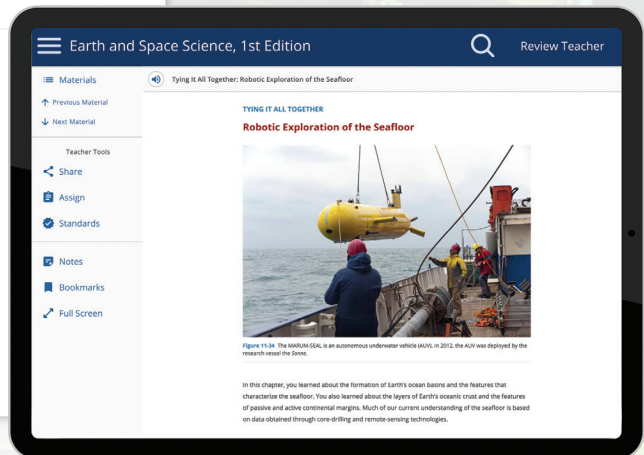 Earth and Space Science, 1st Edition
Review Teacher
Materials
Previous Material
Next Material
Teacher Tools
Share
Assign
Standards
Notes
Bookmarks
Full Screen
Tying It All Together: Robotic Exploration of the Seafloor
TYING IT ALL TOGETHER
Robotic Exploration of the Seafloor
Figure 11-34 The MARUM-SEAL is an autonomous underwater vehicle (AUV). In 2012, the AUV was deployed by the
research vessel the Sonne.
In this chapter, you learned about the formation of Earth's ocean basins and the features that
characterize the seafloor. You also learned about the layers of Earth's oceanic crust and the features
of passive and active continental margins. Much of our current understanding of the seafloor is based
on data obtained through core-drilling and remote-sensing technologies.